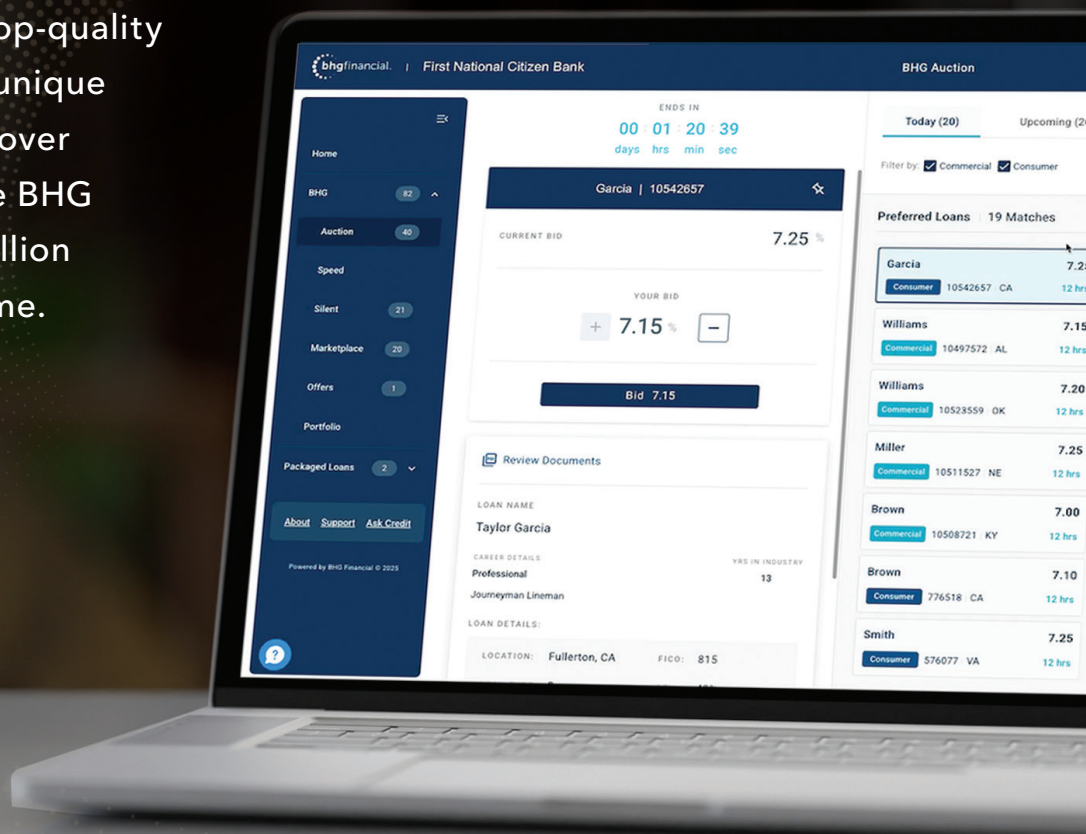 op-quality
unique
over
e BHG
llion
me.
bhgfinancial. | First National Citizen Bank
BHG Auction
Home
BHG 82
Auction 40
Speed
Silent 21
Marketplace 20
Offers 1
Portfolio
Packaged Loans 2
About Support Ask Credit
Powered by BHG Financial © 2025
?
ENDS IN
00 : 01 : 20 : 39
days hrs min sec
Garcia | 10542657
CURRENT BID 7.25 %
YOUR BID
+ 7.15 % −
Bid 7.15
Review Documents
LOAN NAME
Taylor Garcia
CAREER DETAILS YRS IN INDUSTRY
Professional 13
Journeyman Lineman
LOAN DETAILS:
LOCATION: Fullerton, CA FICO: 815
Today (20) Upcoming (20
Filter by: Commercial Consumer
Preferred Loans | 19 Matches
Garcia 7.25
Consumer 10542657 | CA 12 hrs
Williams 7.15
Commercial 10497572 | AL 12 hrs
Williams 7.20
Commercial 10523559 | OK 12 hrs
Miller 7.25
Commercial 10511527 | NE 12 hrs
Brown 7.00
Commercial 10508721 | KY 12 hrs
Brown 7.10
Consumer 776518 | CA 12 hrs
Smith 7.25
Consumer 576077 | VA 12 hrs